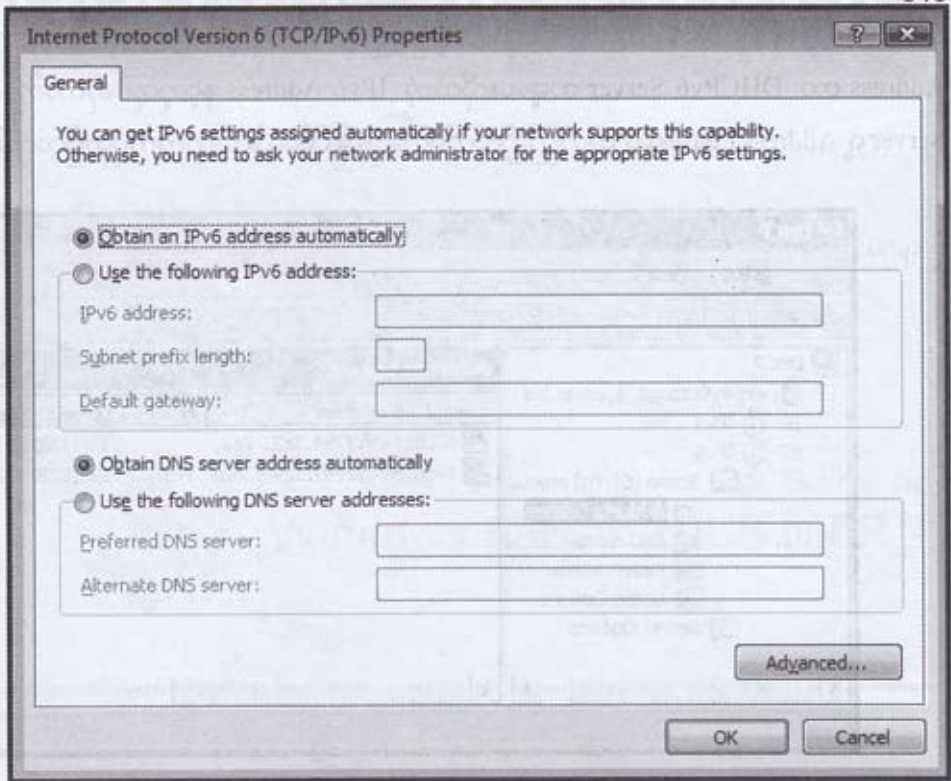 Internet Protocol Version 6 (TCP/IPv6) Properties
General
You can get IPv6 settings assigned automatically if your network supports this capability.
Otherwise, you need to ask your network administrator for the appropriate IPv6 settings.
Obtain an IPv6 address automatically
Use the following IPv6 address:
IPv6 address:
Subnet prefix length:
Default gateway:
Obtain DNS server address automatically
Use the following DNS server addresses:
Preferred DNS server:
Alternate DNS server:
Advanced...
OK
Cancel